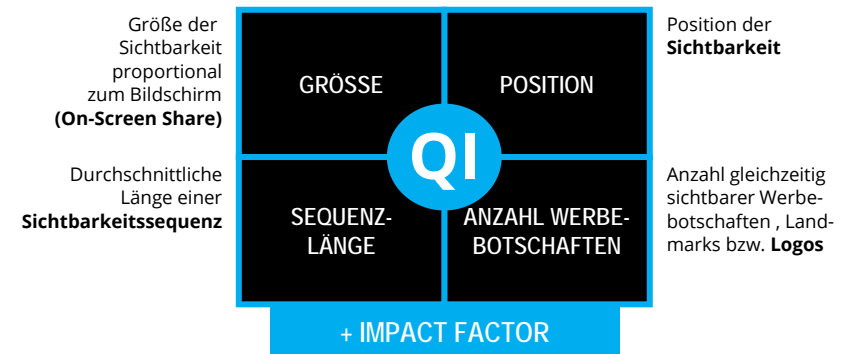 Größe der
Sichtbarkeit
proportional
zum Bildschirm
(On-Screen Share)
GRÖSSE
POSITION
Position der
Sichtbarkeit
QI
Durchschnittliche
Länge einer
Sichtbarkeitssequenz
SEQUENZ-
LÄNGE
ANZAHL WERBE-
BOTSCHAFTEN
Anzahl gleichzeitig
sichtbarer Werbe-
botschaften , Land-
marks bzw. Logos
+ IMPACT FACTOR